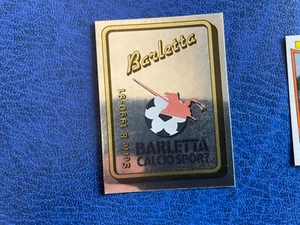 Barletta
Serie B 1990-91
BARLETTA
CALCIO SPORT